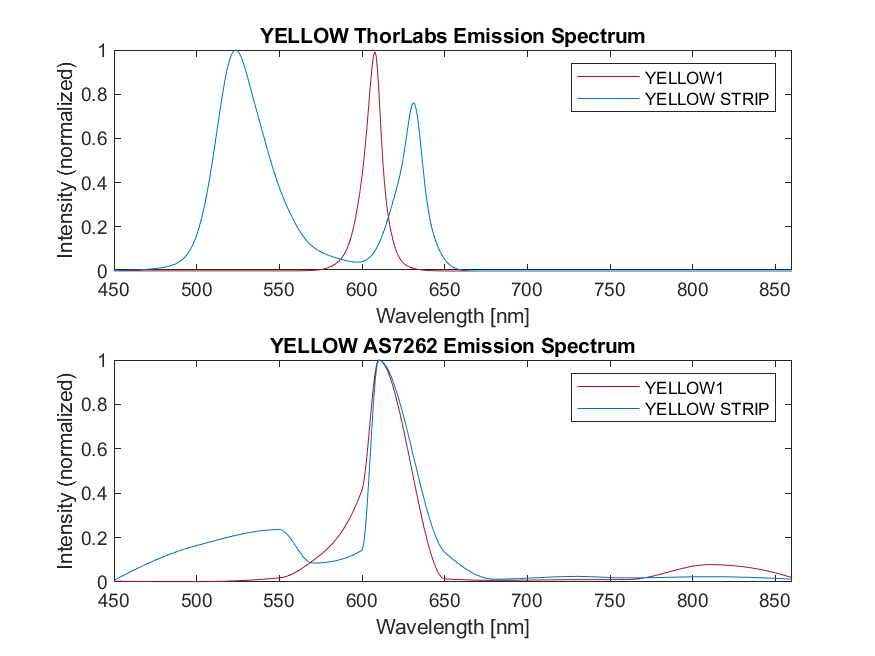 YELLOW ThorLabs Emission Spectrum
Intensity (normalized)
1
0.8
0.6
0.4
0.2
0
YELLOW1
YELLOW STRIP
450 500 550 600 650 700 750 800 850
Wavelength [nm]
YELLOW AS7262 Emission Spectrum
Intensity (normalized)
1
0.8
0.6
0.4
0.2
0
YELLOW1
YELLOW STRIP
450 500 550 600 650 700 750 800 850
Wavelength [nm]